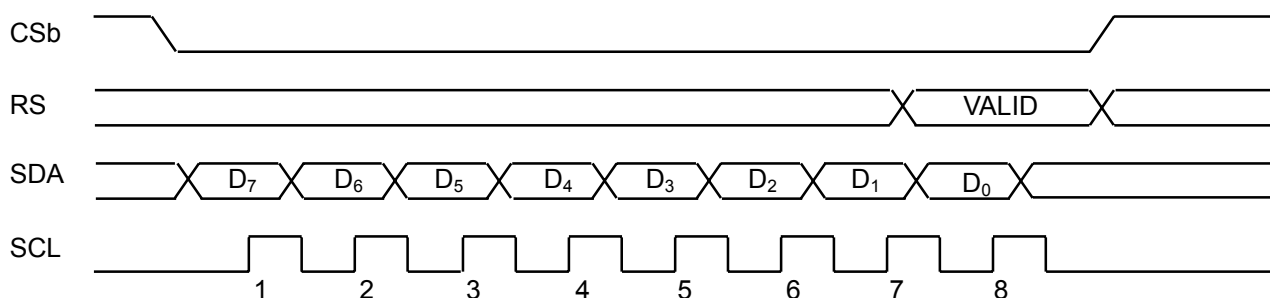 CSb
RS VALID
SDA D₇ D₆ D₅ D₄ D₃ D₂ D₁ D₀
SCL
1 2 3 4 5 6 7 8